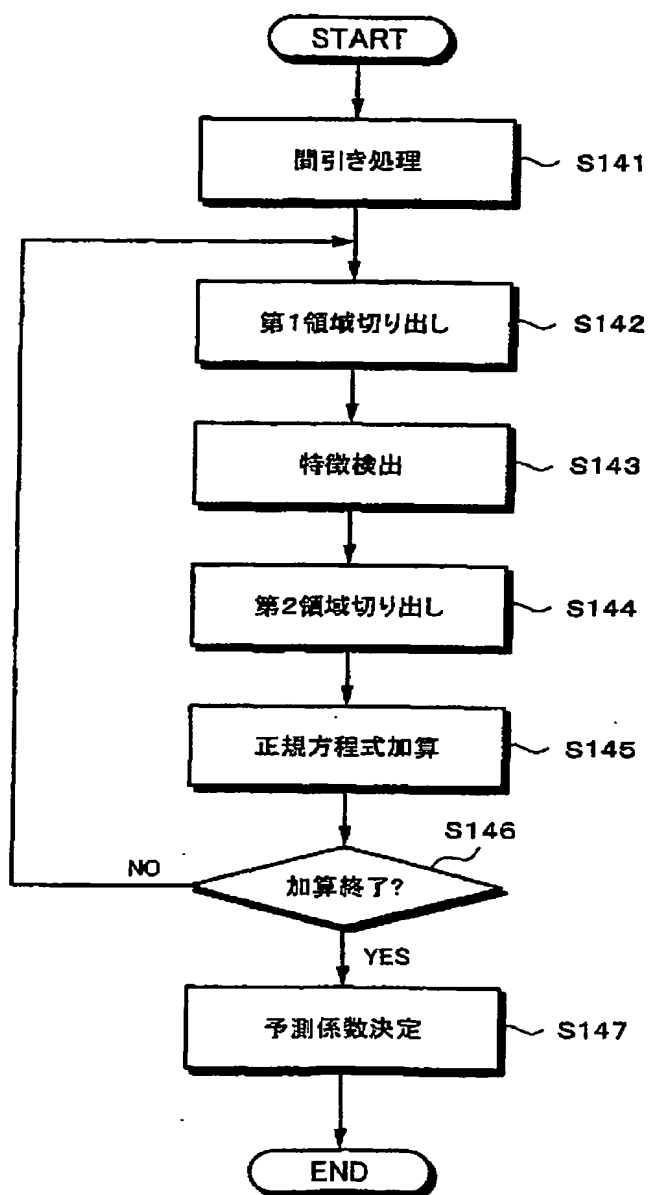 START
間引き処理
S141
第1領域切り出し
S142
特徴検出
S143
第2領域切り出し
S144
正規方程式加算
S145
S146
NO
加算終了?
YES
予測係数決定
S147
END